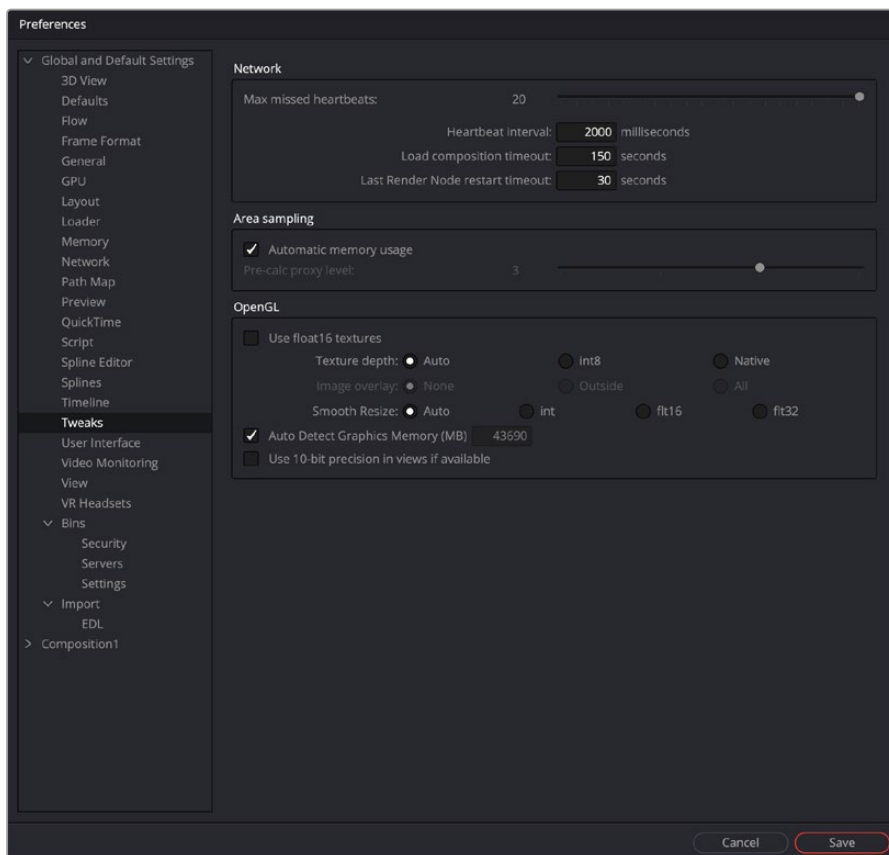 Preferences
Global and Default Settings
3D View
Defaults
Flow
Frame Format
General
GPU
Layout
Loader
Memory
Network
Path Map
Preview
QuickTime
Script
Spline Editor
Splines
Timeline
Tweaks
User Interface
Video Monitoring
View
VR Headsets
Bins
Security
Servers
Settings
Import
EDL
Composition1
Network
Max missed heartbeats: 20
Heartbeat interval: 2000 milliseconds
Load composition timeout: 150 seconds
Last Render Node restart timeout: 30 seconds
Area sampling
Automatic memory usage
Pre-calc proxy level: 3
OpenGL
Use float16 textures
Texture depth: Auto int8 Native
Image overlay: None Outside All
Smooth Resize: Auto int flt16 flt32
Auto Detect Graphics Memory (MB) 43690
Use 10-bit precision in views if available
Cancel Save